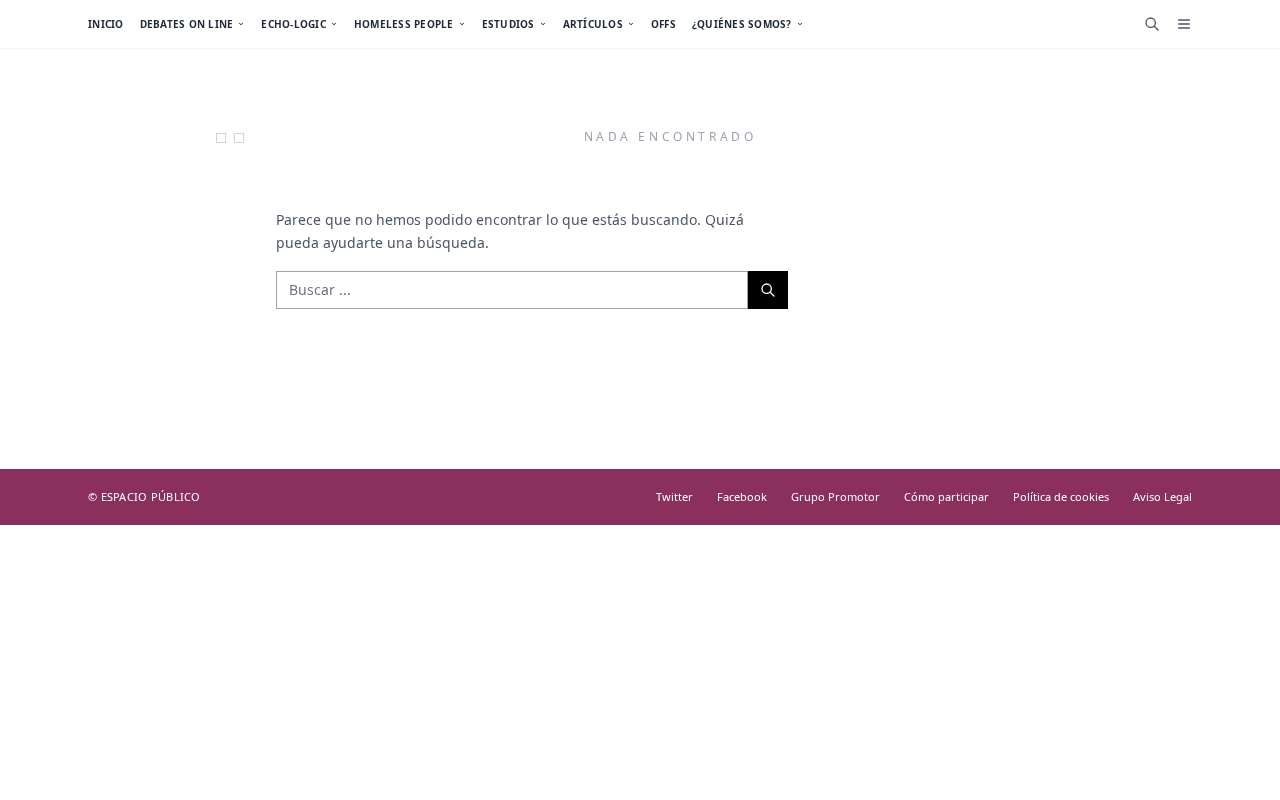 INICIO DEBATES ON LINE ECHO-LOGIC HOMELESS PEOPLE ESTUDIOS ARTÍCULOS OFFS ¿QUIÉNES SOMOS?
NADA ENCONTRADO
Parece que no hemos podido encontrar lo que estás buscando. Quizá
pueda ayudarte una búsqueda.
Buscar ...
© ESPACIO PÚBLICO Twitter Facebook Grupo Promotor Cómo participar Política de cookies Aviso Legal